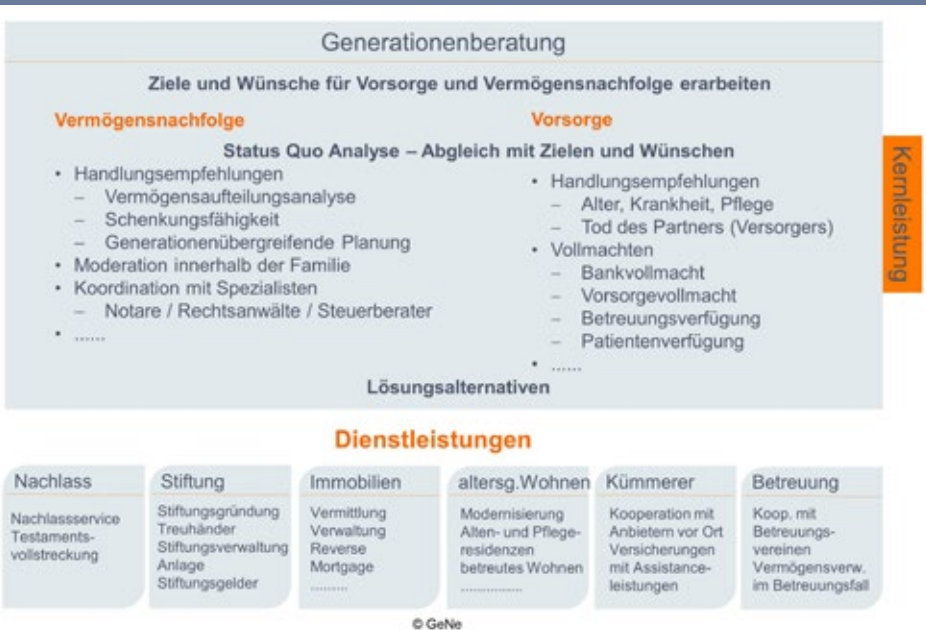 Generationenberatung
Ziele und Wünsche für Vorsorge und Vermögensnachfolge erarbeiten
Vermögensnachfolge
Vorsorge
Status Quo Analyse – Abgleich mit Zielen und Wünschen
• Handlungsempfehlungen
– Vermögensaufteilungsanalyse
– Schenkungsfähigkeit
– Generationenübergreifende Planung
• Moderation innerhalb der Familie
• Koordination mit Spezialisten
– Notare / Rechtsanwälte / Steuerberater
• ......
• Handlungsempfehlungen
– Alter, Krankheit, Pflege
– Tod des Partners (Versorgers)
• Vollmachten
– Bankvollmacht
– Vorsorgevollmacht
– Betreuungsverfügung
– Patientenverfügung
• ......
Lösungsalternativen
Kernleistung
Dienstleistungen
Nachlass
Nachlassservice
Testaments-
vollstreckung
Stiftung
Stiftungsgründung
Treuhänder
Stiftungsverwaltung
Anlage
Stiftungsgelder
Immobilien
Vermittlung
Verwaltung
Reverse
Mortgage
.........
altersg.Wohnen
Modernisierung
Alten- und Pflege-
residenzen
betreutes Wohnen
...............
Kümmerer
Kooperation mit
Anbietern vor Ort
Versicherungen
mit Assistance-
leistungen
Betreuung
Koop. mit
Betreuungs-
vereinen
Vermögensverw.
im Betreuungsfall
© GeNe